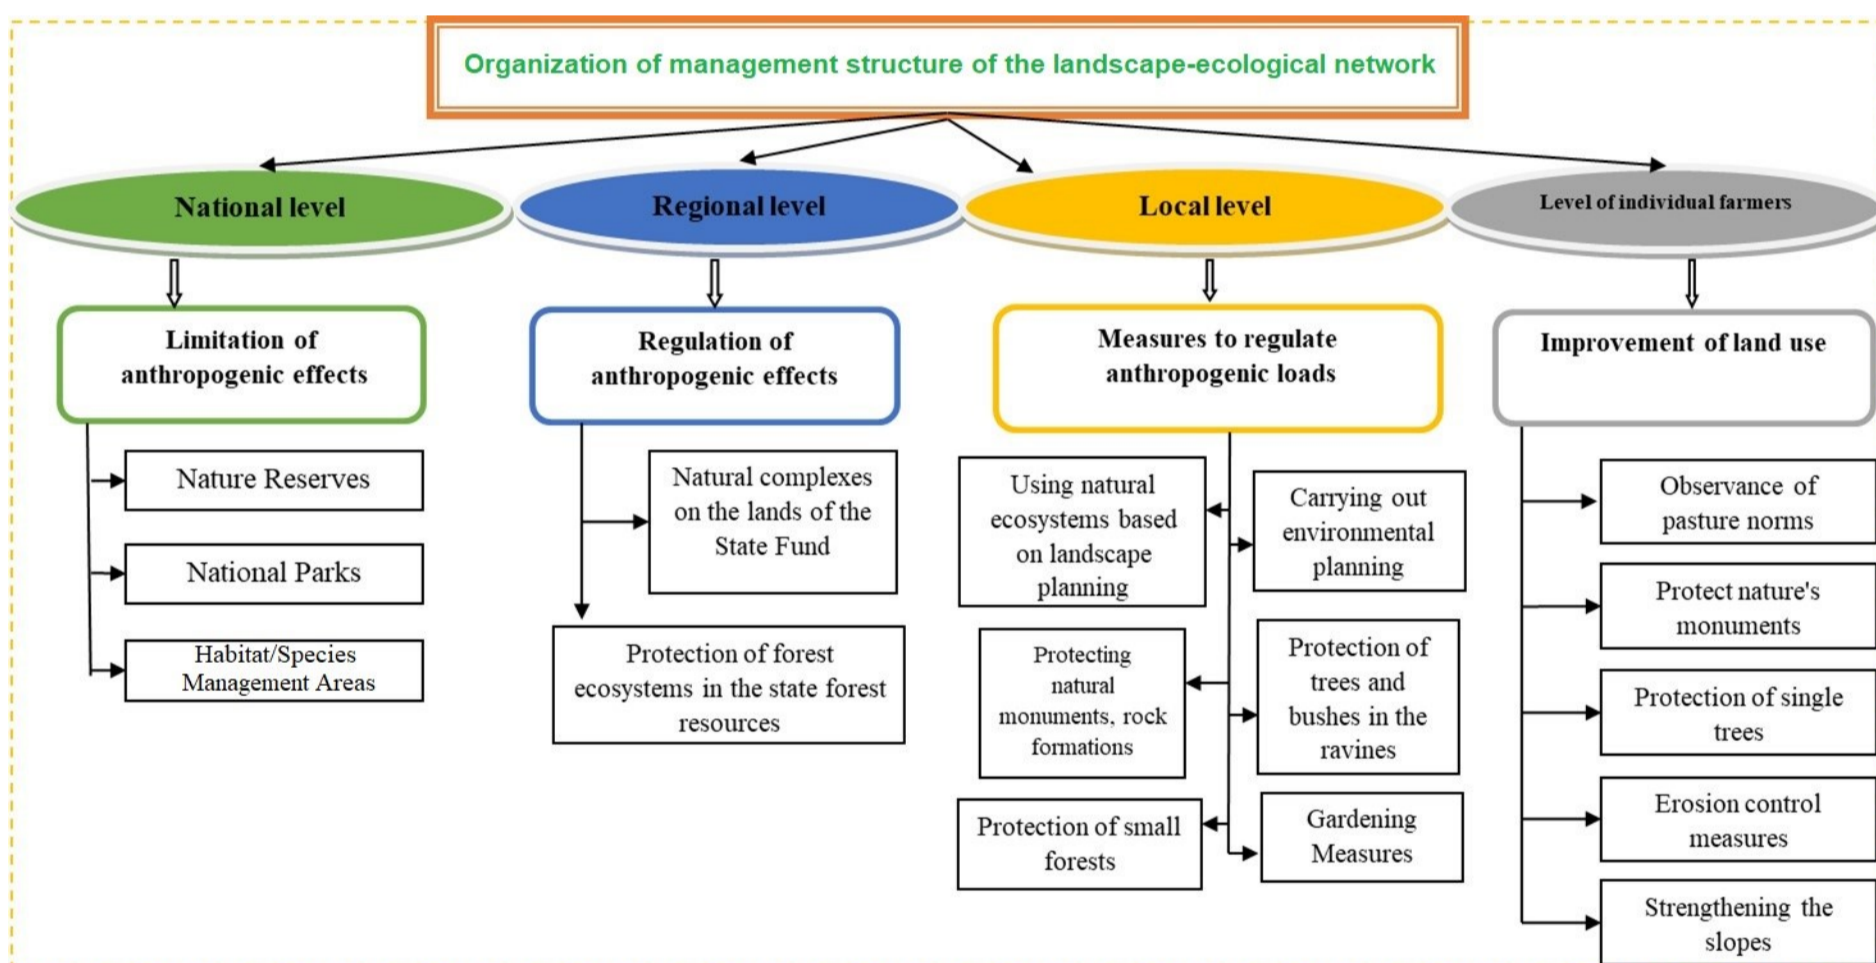 Organization of management structure of the landscape-ecological network
National level
Regional level
Local level
Level of individual farmers
Limitation of
anthropogenic effects
Regulation of
anthropogenic effects
Measures to regulate
anthropogenic loads
Improvement of land use
Nature Reserves
National Parks
Habitat/Species
Management Areas
Natural complexes
on the lands of the
State Fund
Protection of forest
ecosystems in the state forest
resources
Using natural
ecosystems based
on landscape
planning
Carrying out
environmental
planning
Protecting
natural
monuments, rock
formations
Protection of
trees and
bushes in the
ravines
Protection of small
forests
Gardening
Measures
Observance of
pasture norms
Protect nature's
monuments
Protection of single
trees
Erosion control
measures
Strengthening the
slopes